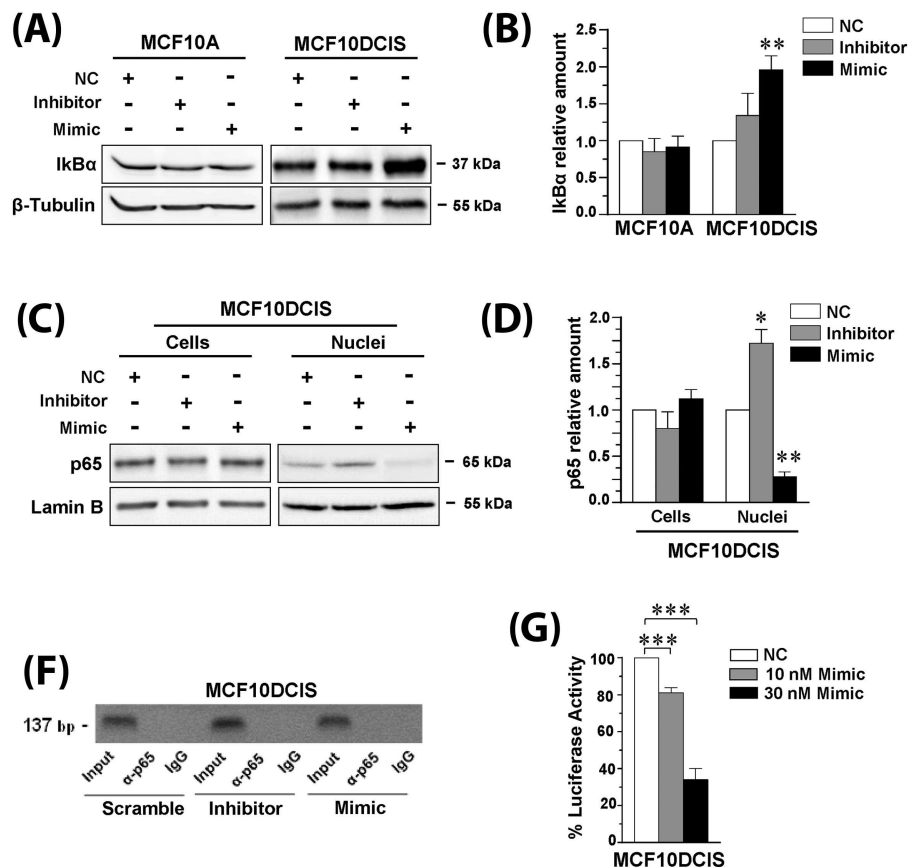 (A)
MCF10A MCF10DCIS
NC + - - + - -
Inhibitor - + - - + -
Mimic - - + - - +
IkBα - 37 kDa
β-Tubulin - 55 kDa
(B)
IkBα relative amount
2.5
2.0
1.5
1.0
0.5
0.0
**
MCF10A MCF10DCIS
NC
Inhibitor
Mimic
(C)
MCF10DCIS
Cells Nuclei
NC + - - + - -
Inhibitor - + - - + -
Mimic - - + - - +
p65 - 65 kDa
Lamin B - 55 kDa
(D)
p65 relative amount
2.0
1.5
1.0
0.5
0.0
*
**
Cells Nuclei
MCF10DCIS
NC
Inhibitor
Mimic
(F)
MCF10DCIS
137 bp -
Input α-p65 IgG Input α-p65 IgG Input α-p65 IgG
Scramble Inhibitor Mimic
(G)
% Luciferase Activity
100
80
60
40
20
0
***
***
MCF10DCIS
NC
10 nM Mimic
30 nM Mimic